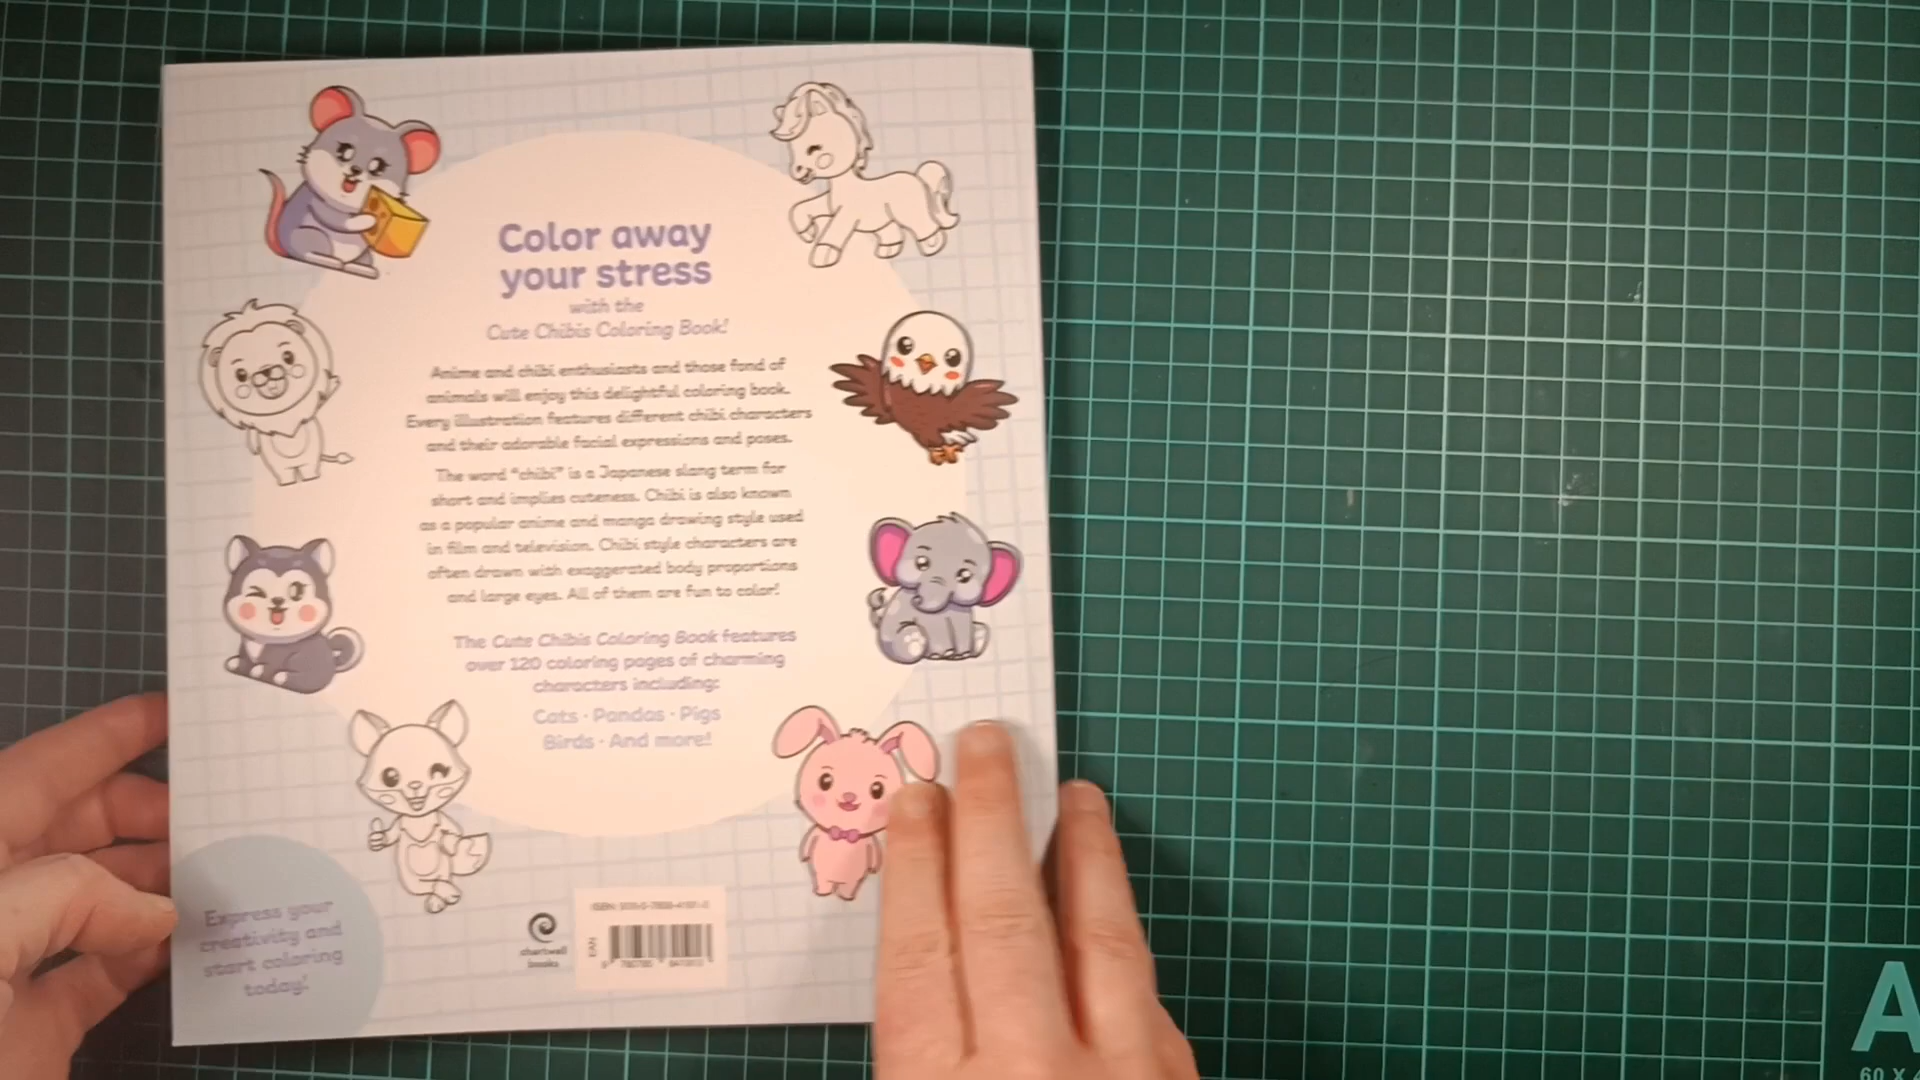 Color away
your stress
with the
Cute Chibis Coloring Book!
Anime and chibi enthusiasts and those fond of
animals will enjoy this delightful coloring book.
Every illustration features different chibi characters
and their adorable facial expressions and poses.
The word “chibi” is a Japanese slang term for
short and implies cuteness. Chibi is also known
as a popular anime and manga drawing style used
in film and television. Chibi style characters are
often drawn with exaggerated body proportions
and large eyes. All of them are fun to color!
The Cute Chibis Coloring Book features
over 120 coloring pages of charming
characters including:
Cats · Pandas · Pigs
Birds · And more!
Express your
creativity and
start coloring
today!
chartwell
books
ISBN:
EAN
A
60 X